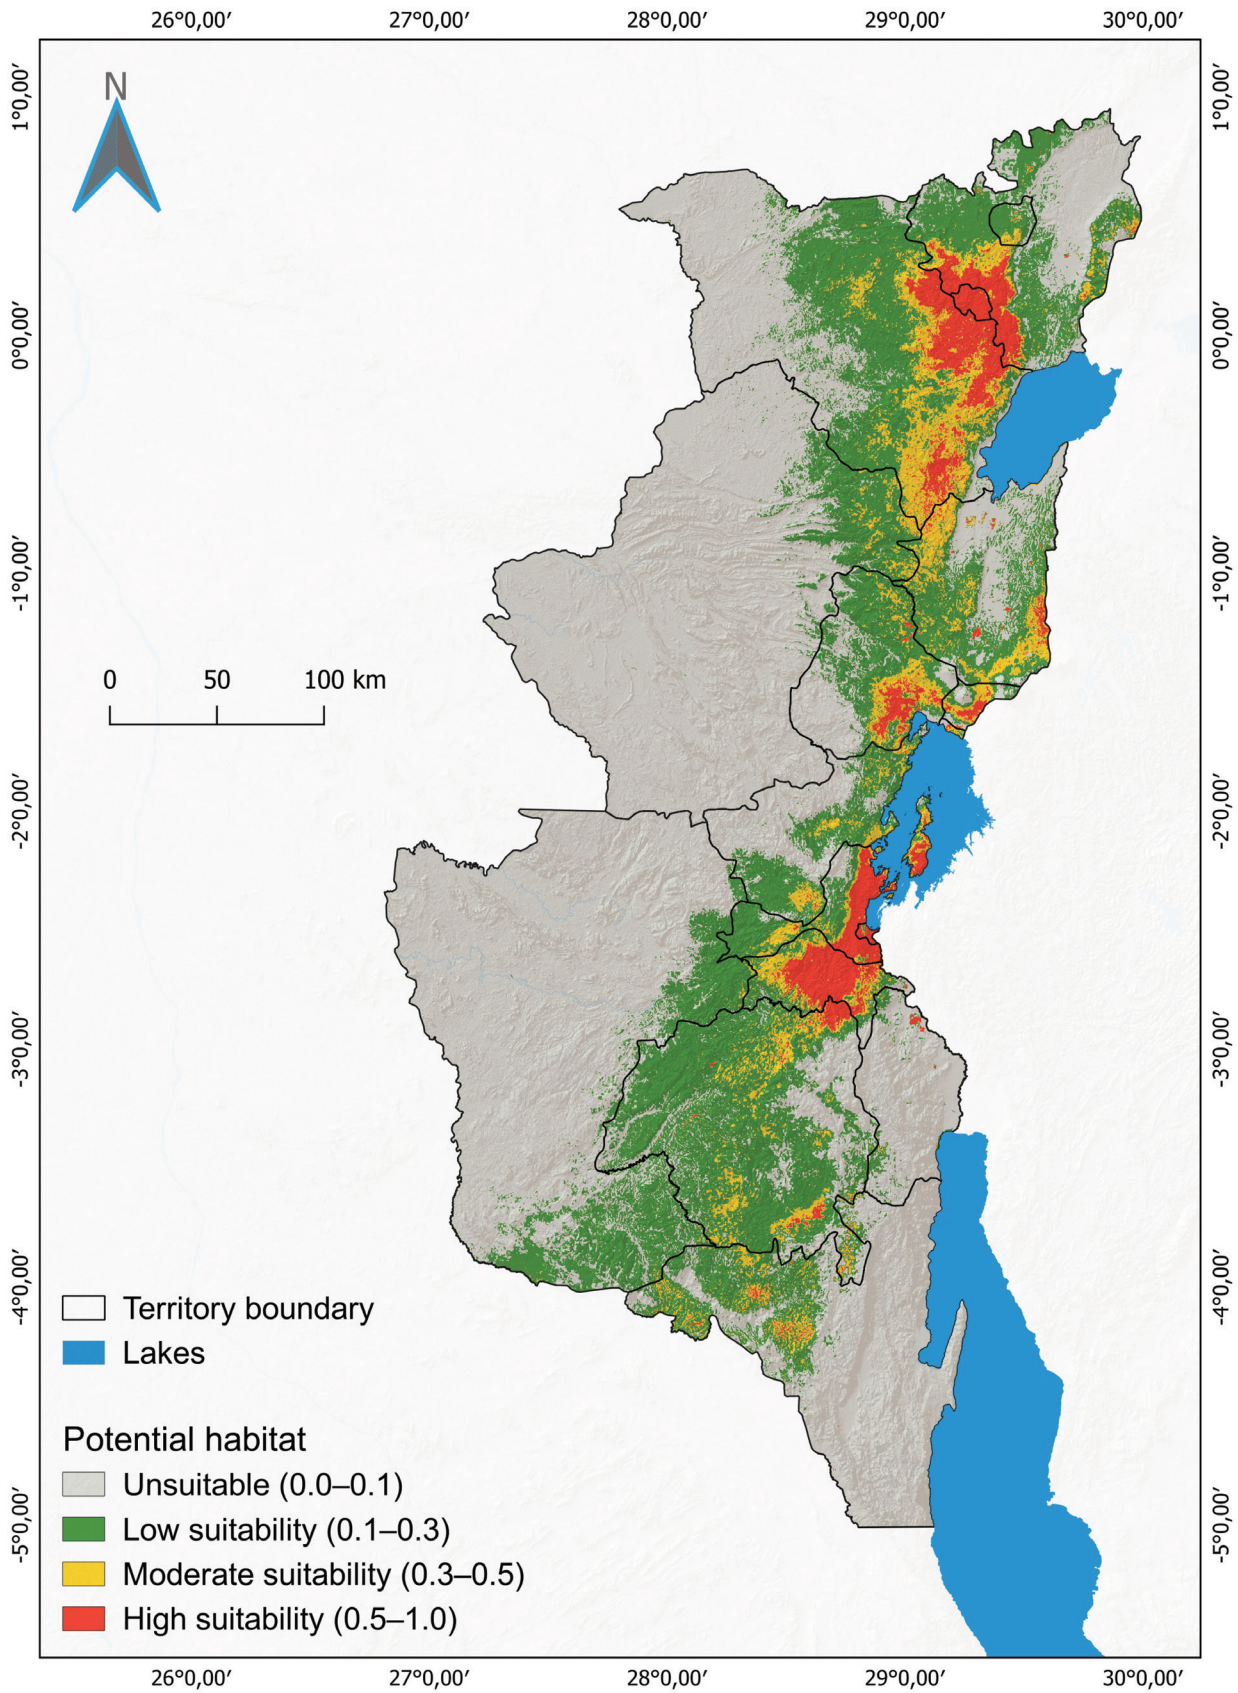 26°0,00′ 27°0,00′ 28°0,00′ 29°0,00′ 30°0,00′
N
1°0,00′ 1°0,00′
0°0,00′ 0°0,00′
-1°0,00′ -1°0,00′
0 50 100 km
-2°0,00′ -2°0,00′
-3°0,00′ -3°0,00′
-4°0,00′ -4°0,00′
Territory boundary
Lakes
Potential habitat
Unsuitable (0.0–0.1)
-5°0,00′ -5°0,00′
Low suitability (0.1–0.3)
Moderate suitability (0.3–0.5)
High suitability (0.5–1.0)
26°0,00′ 27°0,00′ 28°0,00′ 29°0,00′ 30°0,00′